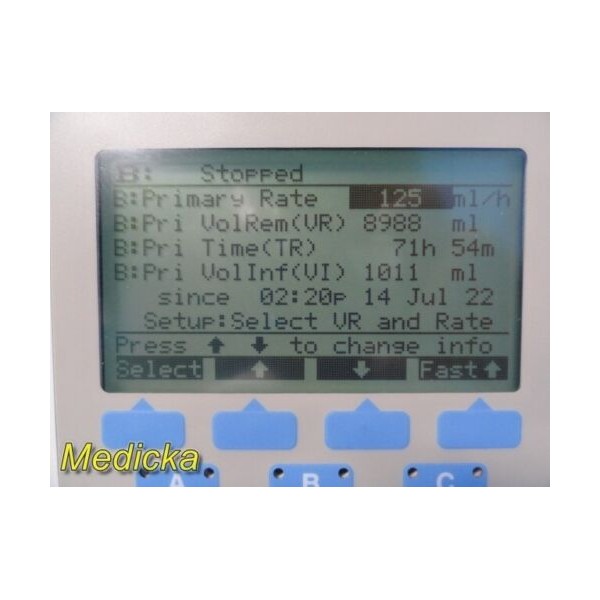 B: Stopped
B:Primary Rate 125 ml/h
B:Pri VolRem(VR) 8988 ml
B:Pri Time(TR) 71h 54m
B:Pri VolInf(VI) 1011 ml
since 02:20p 14 Jul 22
Setup:Select VR and Rate
Press ↑ ↓ to change info
Select ↑ ↓ Fast↑
Medicka
A B C